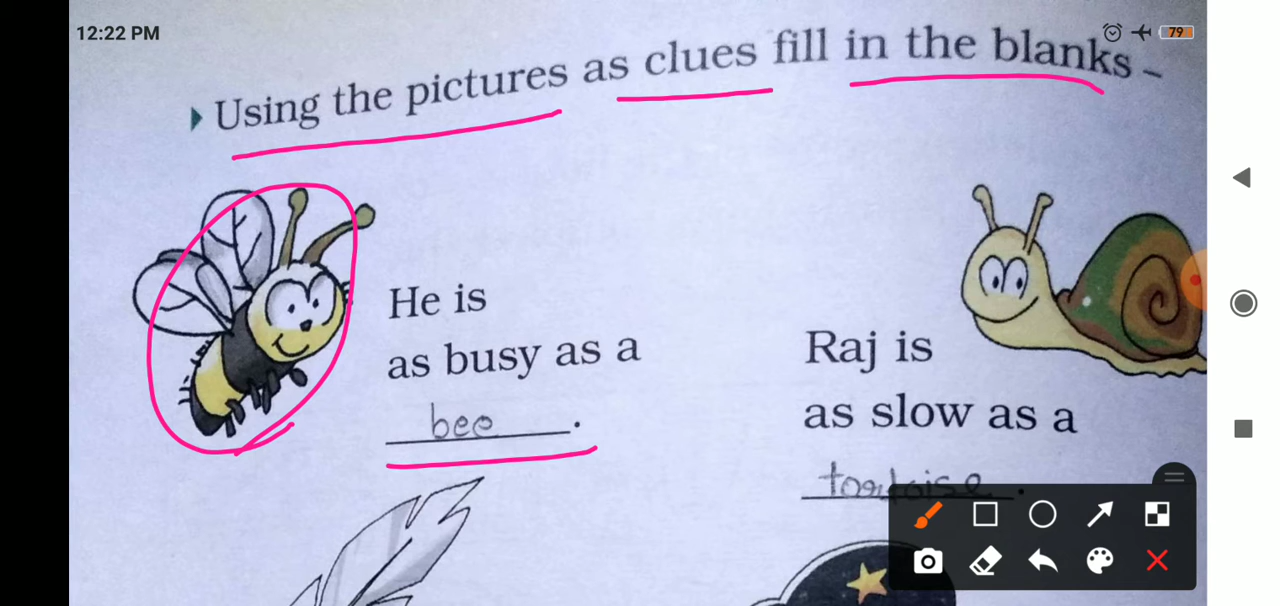 12:22 PM
79
Using the pictures as clues fill in the blanks –
He is
as busy as a
bee.
Raj is
as slow as a
tortoise.